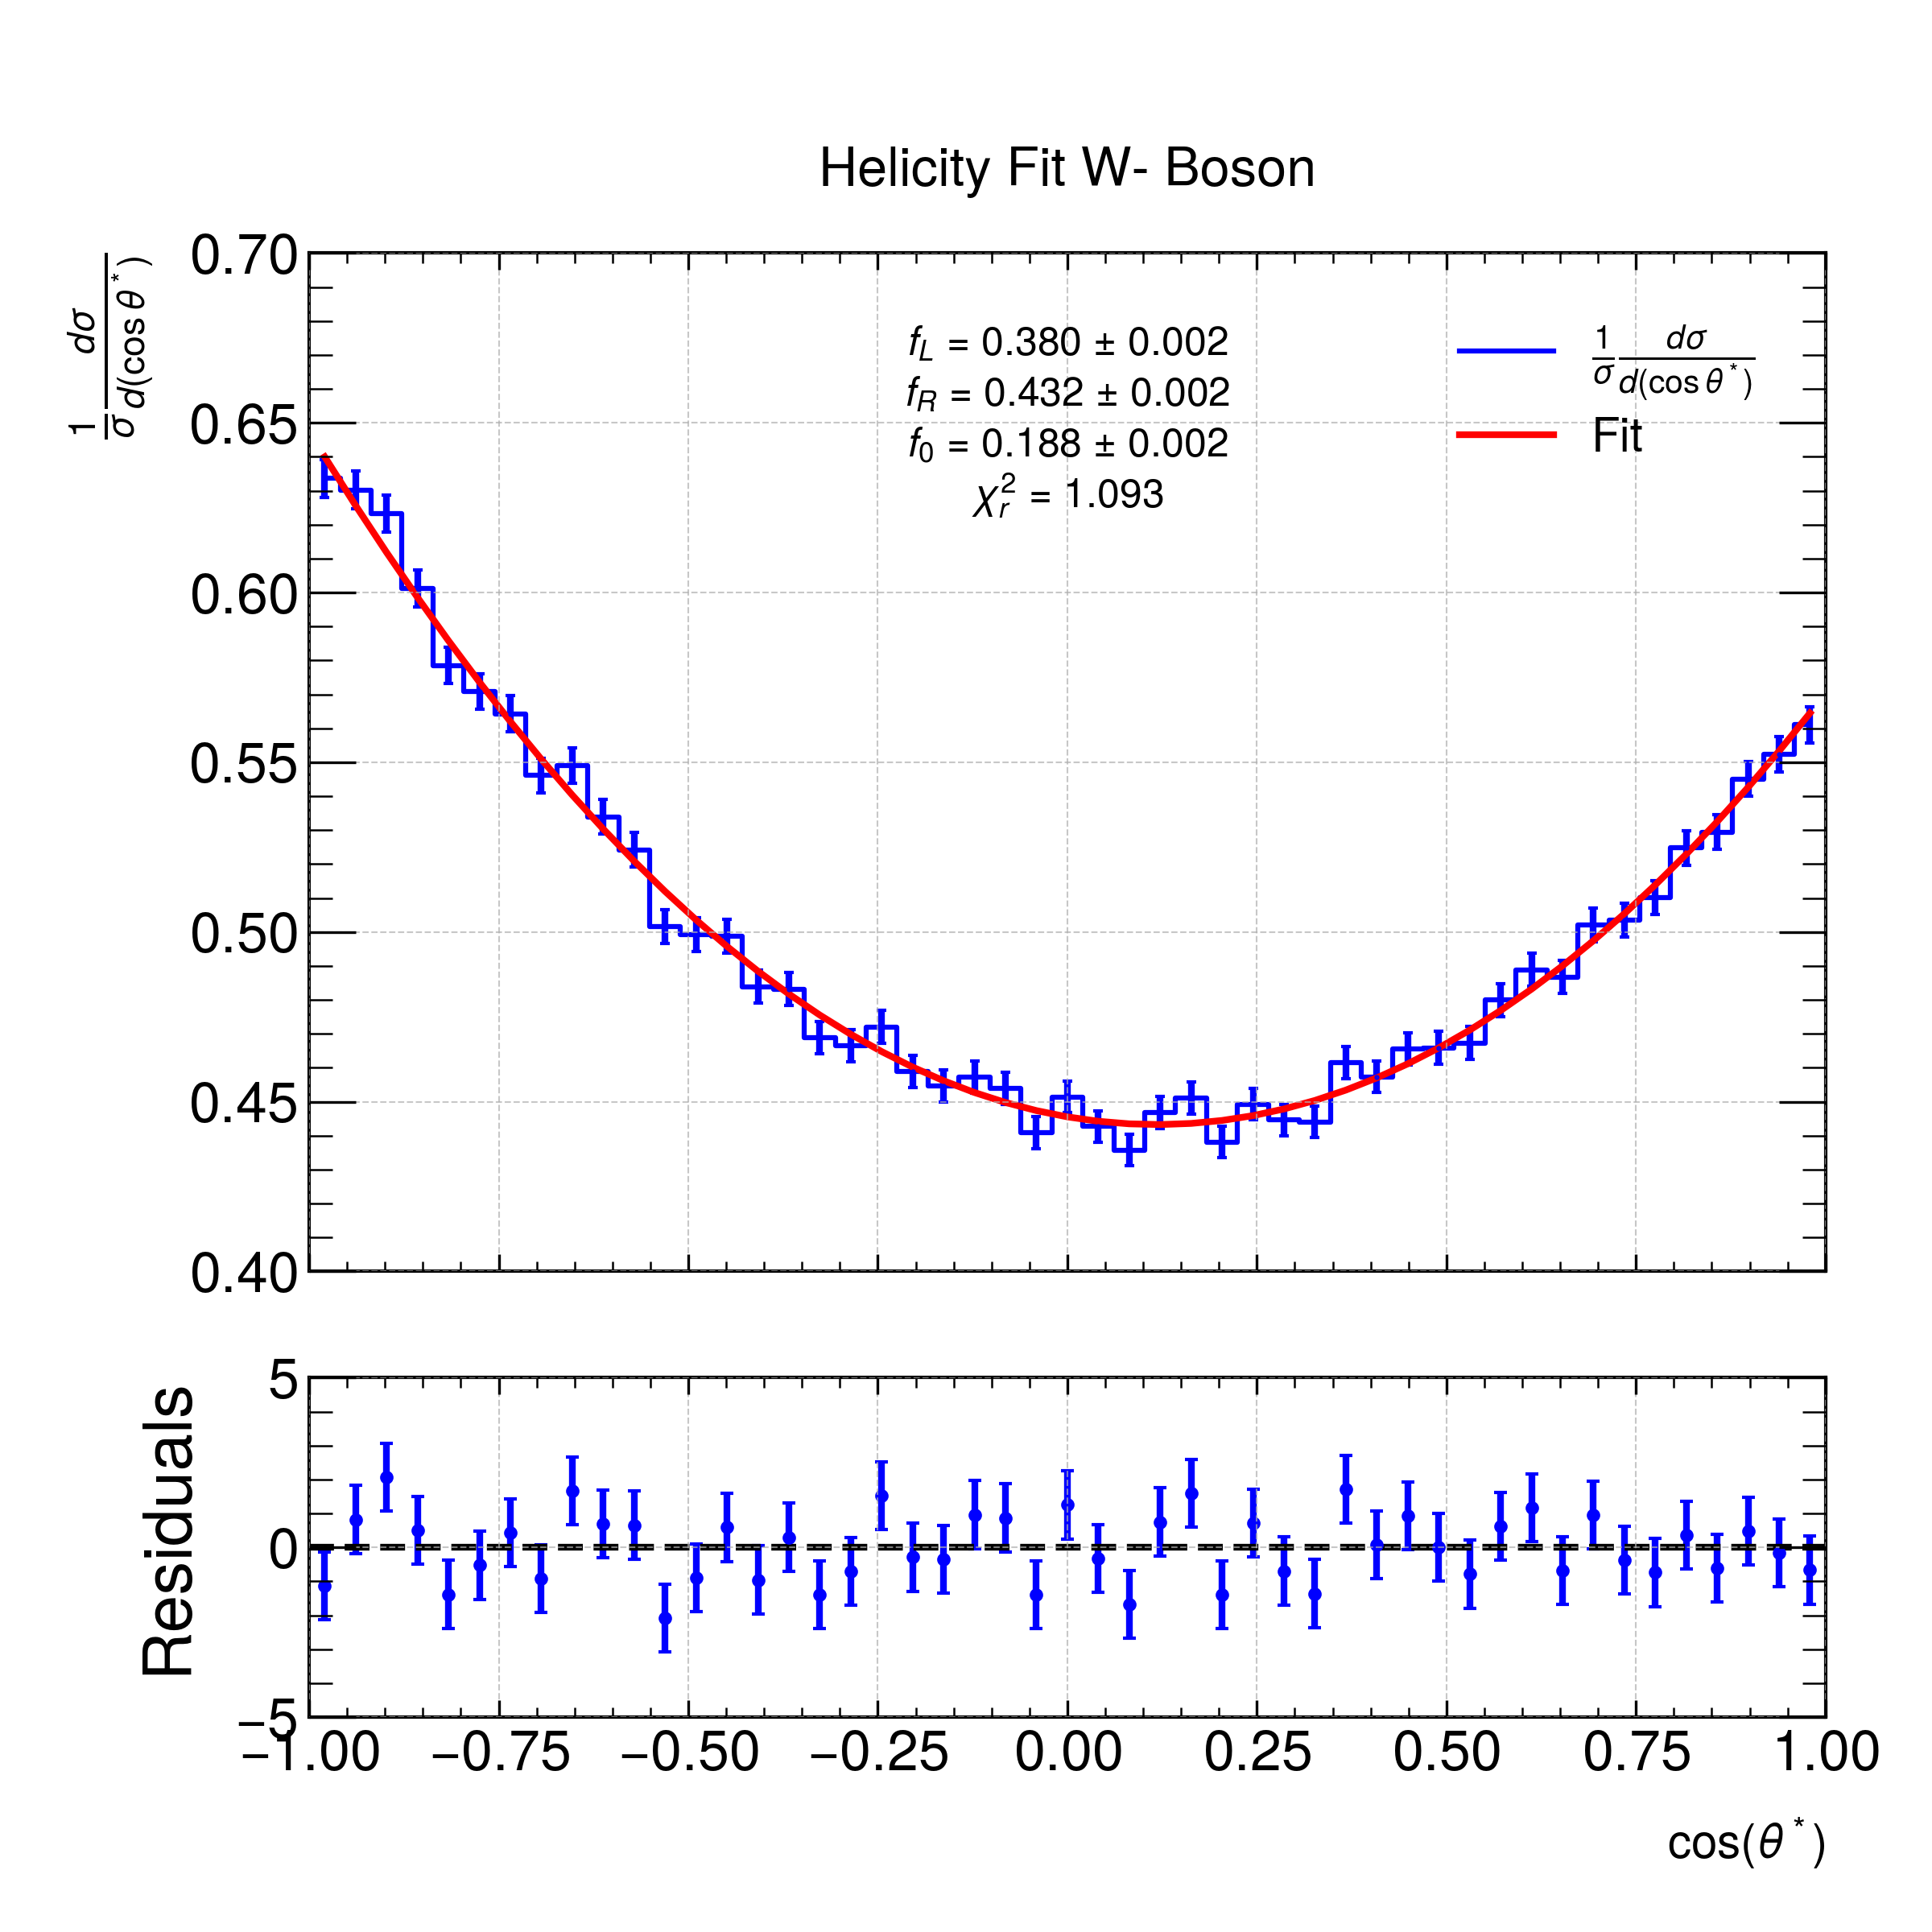 Helicity Fit W- Boson
1/σ dσ/d(cos θ*)
0.70
0.65
0.60
0.55
0.50
0.45
0.40
f_L = 0.380 ± 0.002
f_R = 0.432 ± 0.002
f_0 = 0.188 ± 0.002
χ_r^2 = 1.093
1/σ dσ/d(cos θ*)
Fit
Residuals
5
0
−5
−1.00 −0.75 −0.50 −0.25 0.00 0.25 0.50 0.75 1.00
cos(θ*)